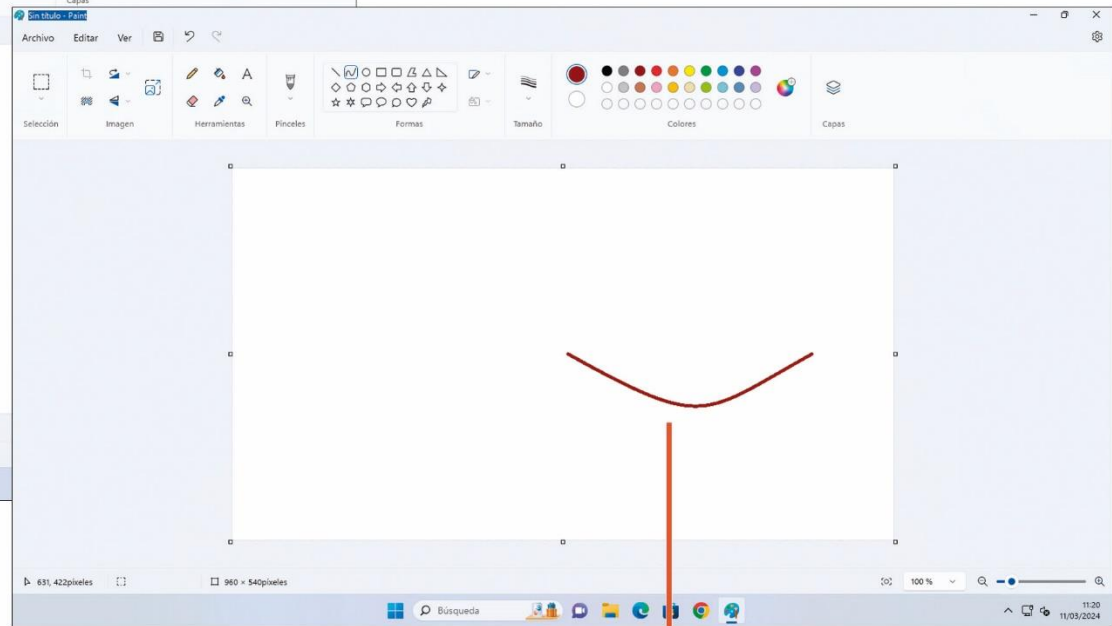 Capas
Sin título - Paint
Archivo Editar Ver
Selección Imagen Herramientas Pinceles Formas Tamaño Colores Capas
631, 422píxeles 960 × 540píxeles 100 %
Búsqueda 11:20
11/03/2024